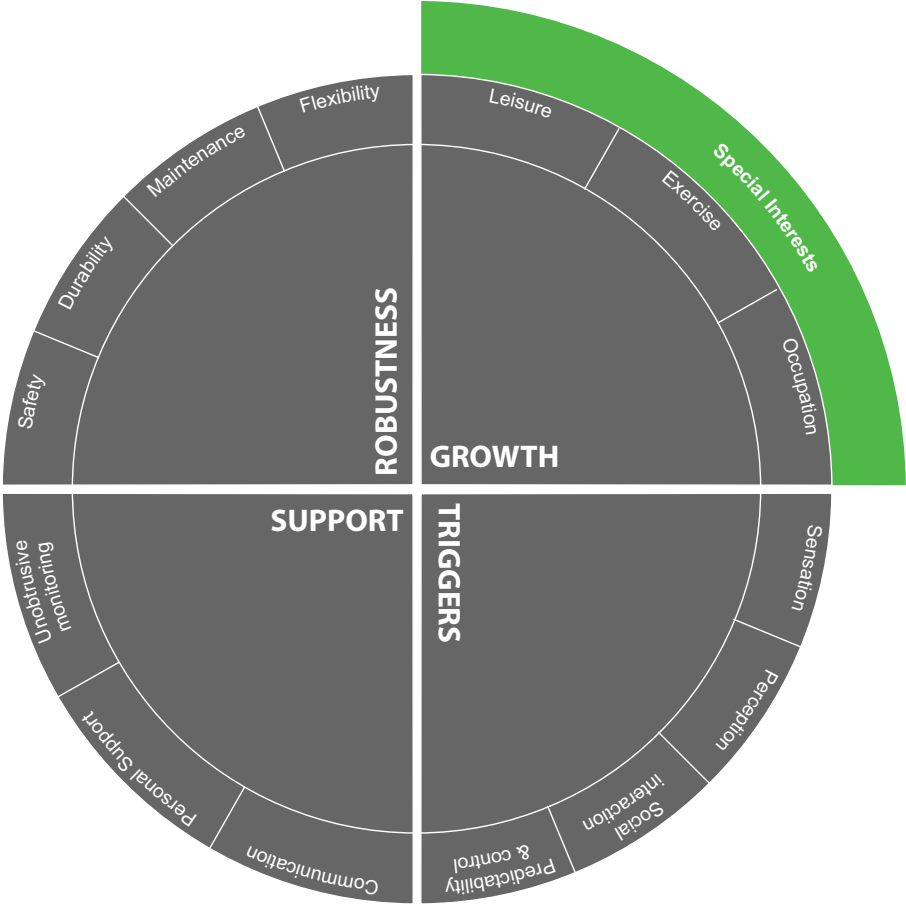 Flexibility
Maintenance
Durability
Safety
ROBUSTNESS
Leisure
Exercise
Occupation
Special Interests
GROWTH
SUPPORT
Unobtrusive
monitoring
Personal Support
Communication
TRIGGERS
Sensation
Perception
Social
interaction
Predictability
& control